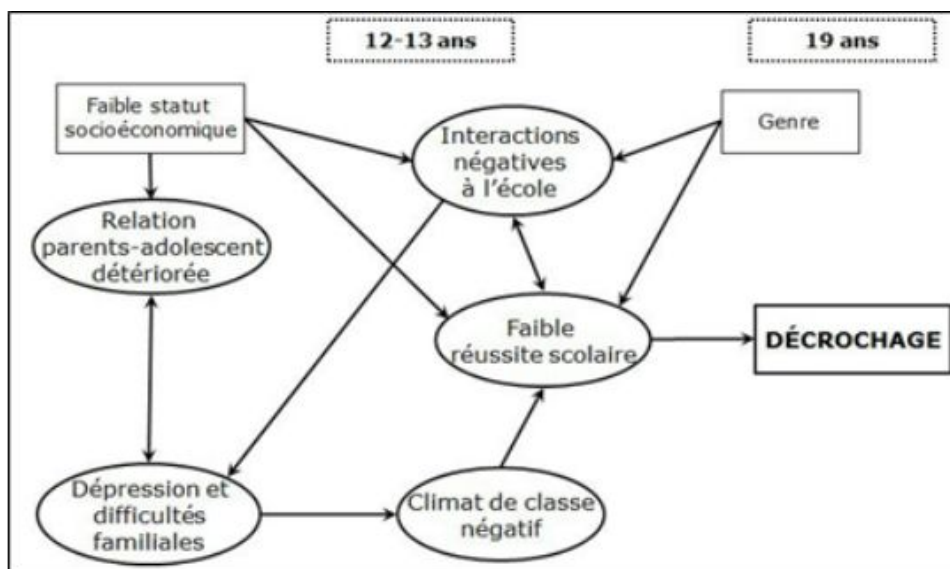 12-13 ans
19 ans
Faible statut
socioéconomique
Interactions
négatives
à l'école
Genre
Relation
parents-adolescent
détériorée
Faible
réussite scolaire
DÉCROCHAGE
Dépression et
difficultés
familiales
Climat de classe
négatif